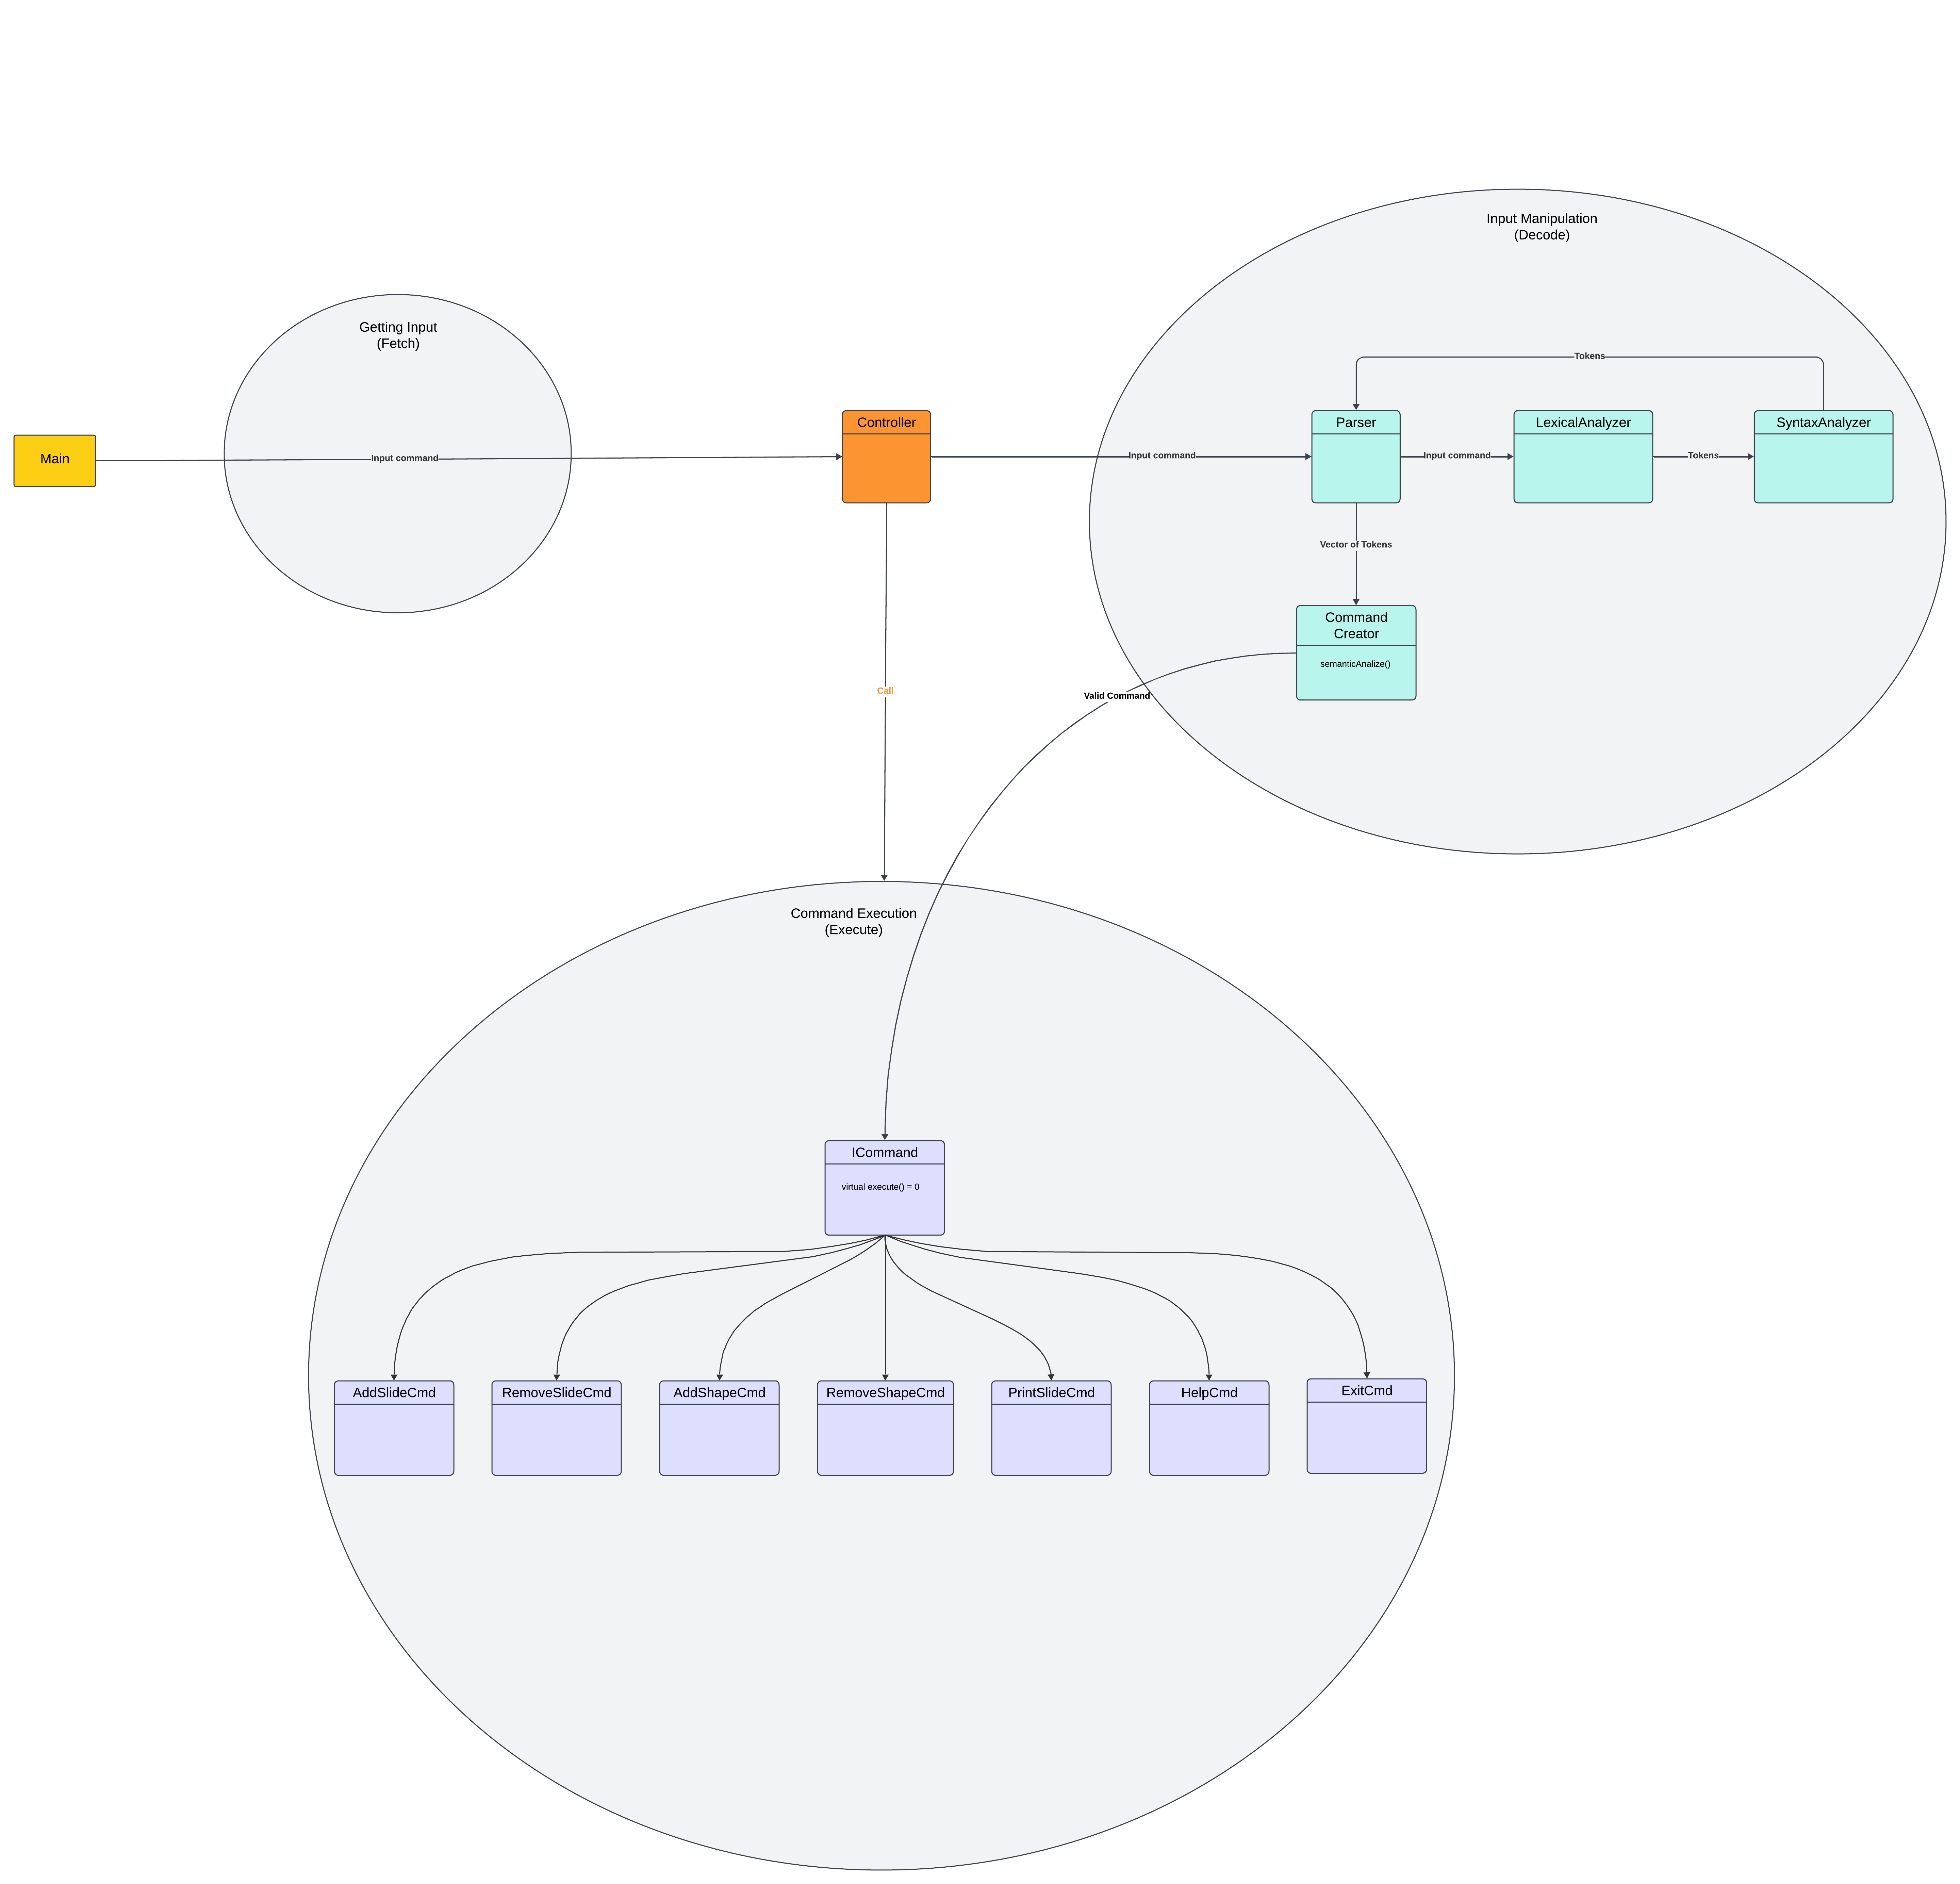 Input Manipulation
(Decode)
Getting Input
(Fetch)
Tokens
Main
Input command
Controller
Input command
Parser
Input command
LexicalAnalyzer
Tokens
SyntaxAnalyzer
Vector of Tokens
Command
Creator
semanticAnalize()
Call
Valid Command
Command Execution
(Execute)
ICommand
virtual execute() = 0
AddSlideCmd
RemoveSlideCmd
AddShapeCmd
RemoveShapeCmd
PrintSlideCmd
HelpCmd
ExitCmd